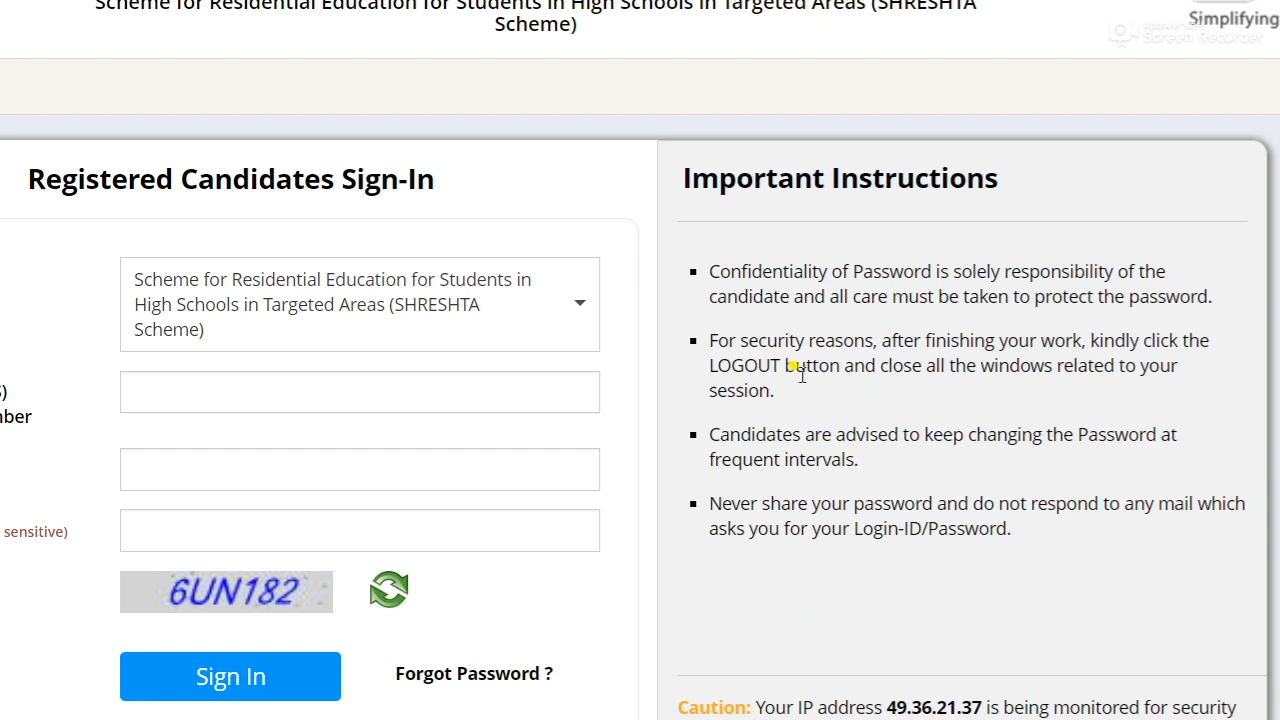 Scheme for Residential Education for Students in High Schools in Targeted Areas (SHRESHTA
Scheme)
Simplifying
Apowersoft
Screen Recorder
Registered Candidates Sign-In
Scheme for Residential Education for Students in
High Schools in Targeted Areas (SHRESHTA
Scheme)
mber
sensitive)
6UN182
Sign In
Forgot Password ?
Important Instructions
Confidentiality of Password is solely responsibility of the
candidate and all care must be taken to protect the password.
For security reasons, after finishing your work, kindly click the
LOGOUT button and close all the windows related to your
session.
Candidates are advised to keep changing the Password at
frequent intervals.
Never share your password and do not respond to any mail which
asks you for your Login-ID/Password.
Caution: Your IP address 49.36.21.37 is being monitored for security